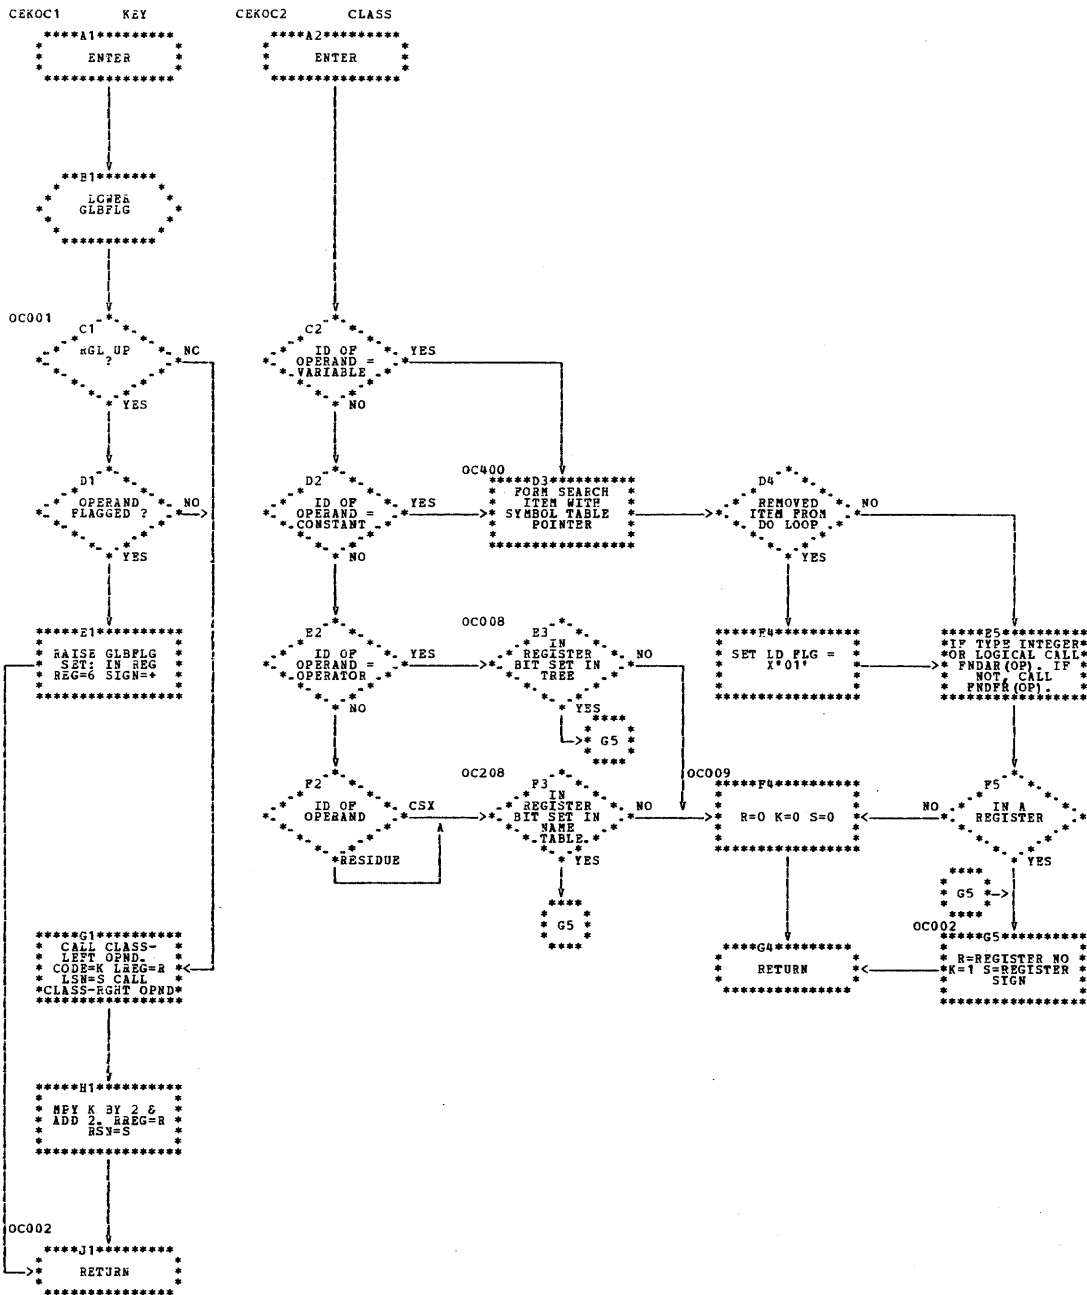 CEKOC1 KEY
CEKOC2 CLASS
A1
ENTER
A2
ENTER
B1
LOWER
GLBFLG
OC001
C1
RGL UP
?
NO
YES
C2
ID OF
OPERAND =
VARIABLE
YES
NO
D1
OPERAND
FLAGGED ?
NO
YES
D2
ID OF
OPERAND =
CONSTANT
YES
NO
OC400
D3
FORM SEARCH
ITEM WITH
SYMBOL TABLE
POINTER
D4
REMOVED
ITEM FROM
DO LOOP
NO
YES
E1
RAISE GLBFLG
SET: IN REG
REG=6 SIGN=+
E2
ID OF
OPERAND =
OPERATOR
YES
NO
OC008
E3
IN
REGISTER
BIT SET IN
TREE
NO
YES
G5
E4
SET LD FLG =
X'01'
E5
IF TYPE INTEGER
OR LOGICAL CALL
FNDAR(OP). IF
NOT, CALL
FNDFR(OP).
F2
ID OF
OPERAND
CSX
RESIDUE
OC208
F3
IN
REGISTER
BIT SET IN
NAME
TABLE
NO
YES
G5
OC009
F4
R=0 K=0 S=0
F5
IN A
REGISTER
NO
YES
G5
G1
CALL CLASS-
LEFT OPND.
CODE=K LREG=R
LSN=S CALL
CLASS-RGHT OPND
G4
RETURN
OC002
G5
R=REGISTER NO
K=1 S=REGISTER
SIGN
H1
MPY K BY 2 &
ADD 2. RREG=R
RSN=S
OC002
J1
RETURN